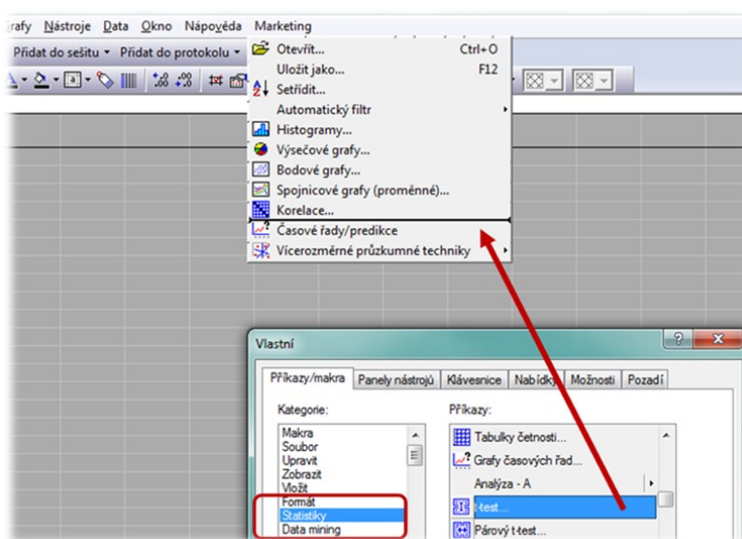 rafy Nástroje Data Okno Nápověda Marketing
Přidat do sešitu Přidat do protokolu
Otevřít... Ctrl+O
Uložit jako... F12
Setřídit...
Automatický filtr
Histogramy...
Výsečové grafy...
Bodové grafy...
Spojnicové grafy (proměnné)...
Korelace...
Časové řady/predikce
Vícerozměrné průzkumné techniky
Vlastní
Příkazy/makra Panely nástrojů Klávesnice Nabídky Možnosti Pozadí
Kategorie: Příkazy:
Makra
Soubor
Upravit
Zobrazit
Vložit
Formát
Statistiky
Data mining
Tabulky četnosti...
Grafy časových řad...
Analýza - A
t-test...
Párový t-test...